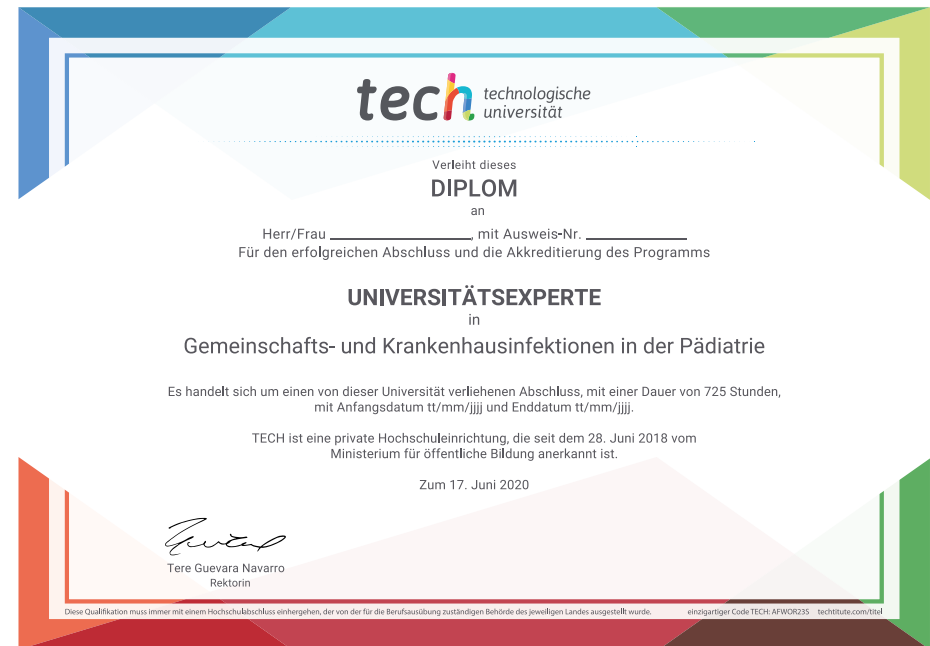 tech technologische
universität
Verleiht dieses
DIPLOM
an
Herr/Frau ____________, mit Ausweis-Nr. ____________
Für den erfolgreichen Abschluss und die Akkreditierung des Programms
UNIVERSITÄTSEXPERTE
in
Gemeinschafts- und Krankenhausinfektionen in der Pädiatrie
Es handelt sich um einen von dieser Universität verliehenen Abschluss, mit einer Dauer von 725 Stunden,
mit Anfangsdatum tt/mm/jjjj und Enddatum tt/mm/jjjj.
TECH ist eine private Hochschuleinrichtung, die seit dem 28. Juni 2018 vom
Ministerium für öffentliche Bildung anerkannt ist.
Zum 17. Juni 2020
Tere Guevara Navarro
Rektorin
Diese Qualifikation muss immer mit einem Hochschulabschluss einhergehen, der von der für die Berufsausübung zuständigen Behörde des jeweiligen Landes ausgestellt wurde. einzigartiger Code TECH: AFWOR23S techtitute.com/titel